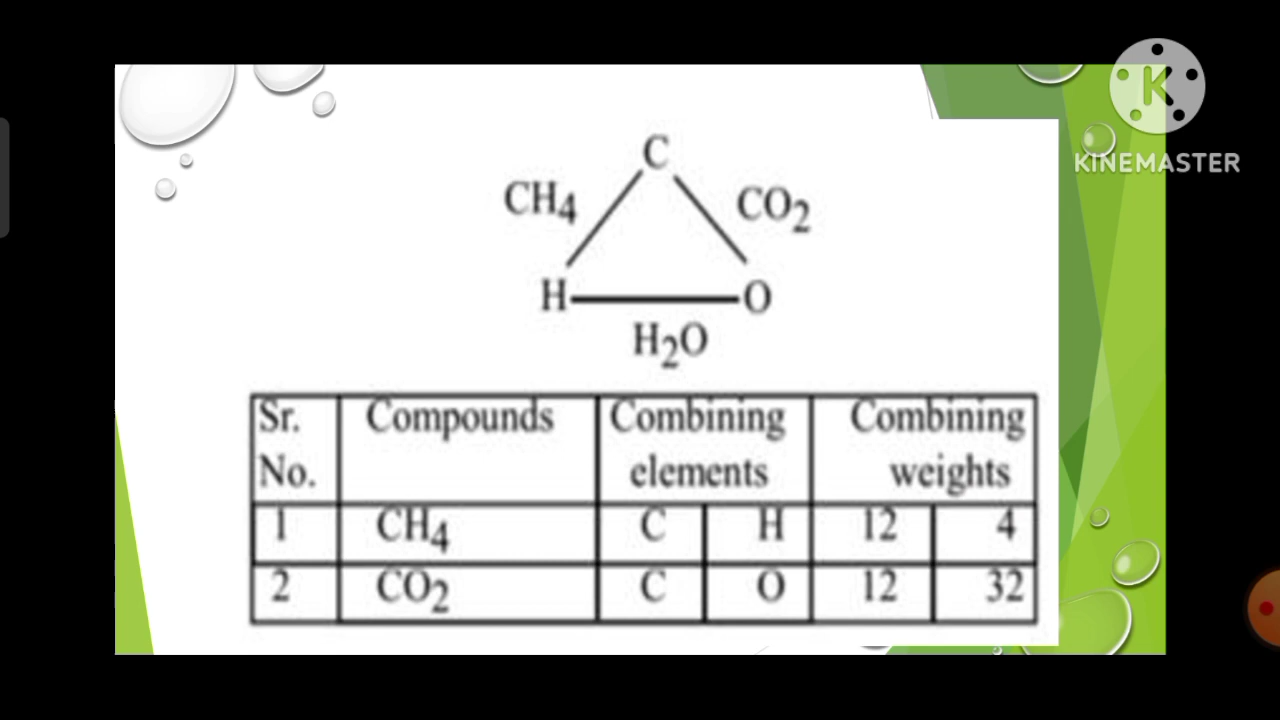 K
KINEMASTER
C
CH4 CO2
H O
H2O
Sr. No. Compounds Combining elements Combining weights
1 CH4 C H 12 4
2 CO2 C O 12 32